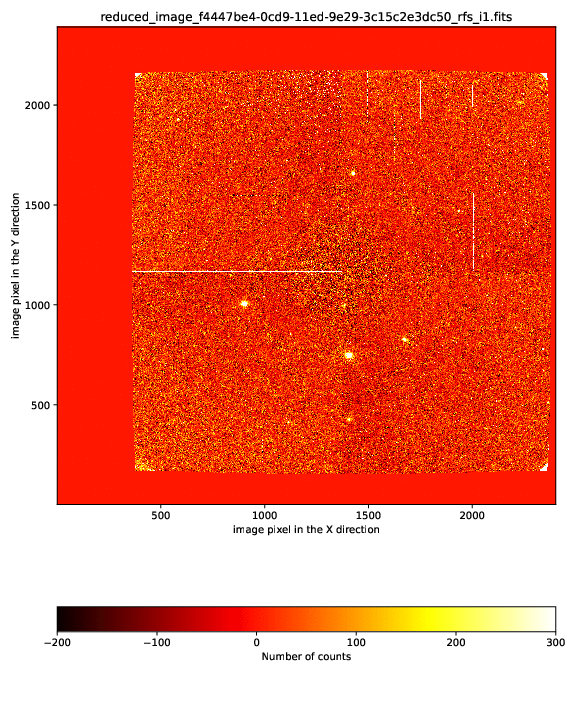 reduced_image_f4447be4-0cd9-11ed-9e29-3c15c2e3dc50_rfs_i1.fits
image pixel in the Y direction
2000
1500
1000
500
500 1000 1500 2000
image pixel in the X direction
−200 −100 0 100 200 300
Number of counts